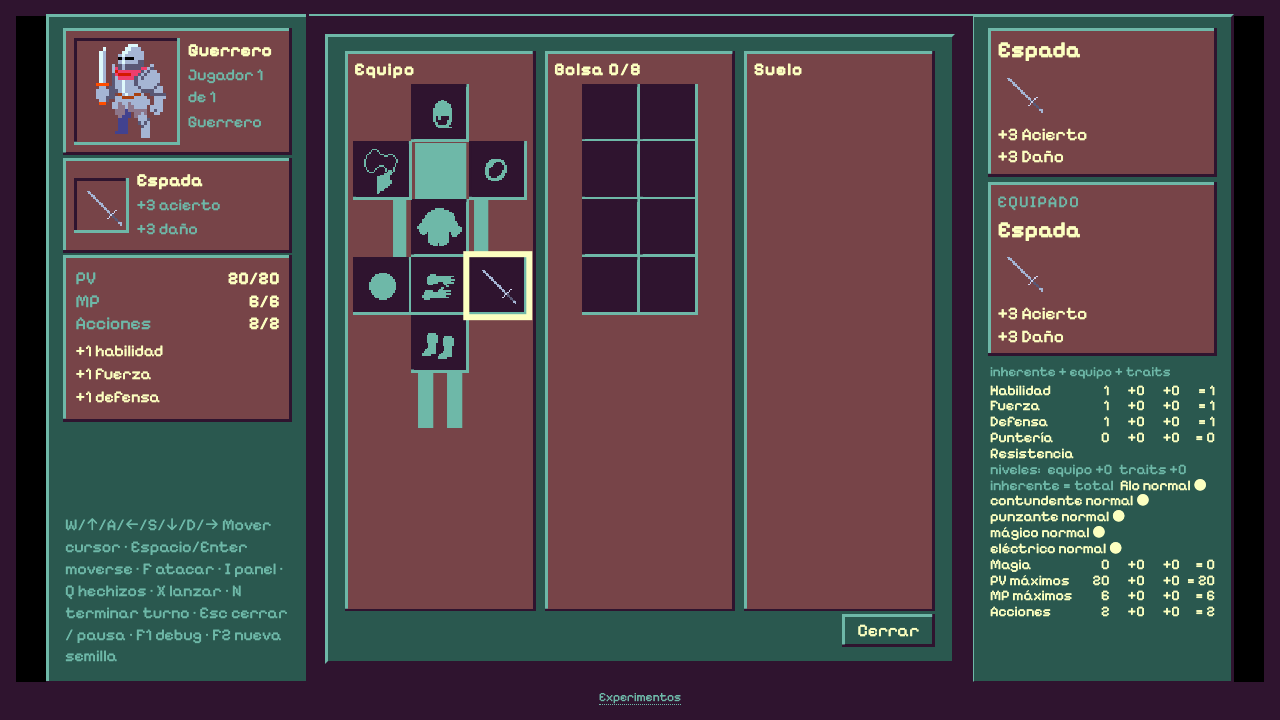 Guerrero
Jugador 1
de 1
Guerrero
Espada
+3 acierto
+3 daño
PV 20/20
MP 6/6
Acciones 2/2
+1 habilidad
+1 fuerza
+1 defensa
W/↑/A/←/S/↓/D/→ Mover
cursor · Espacio/Enter
moverse · F atacar · I panel ·
Q hechizos · X lanzar · N
terminar turno · Esc cerrar
/ pausa · F1 debug · F2 nueva
semilla
Equipo
Bolsa 0/8
Suelo
Cerrar
Espada
+3 Acierto
+3 Daño
EQUIPADO
Espada
+3 Acierto
+3 Daño
inherente + equipo + traits
Habilidad 1 +0 +0 = 1
Fuerza 1 +0 +0 = 1
Defensa 1 +0 +0 = 1
Puntería 0 +0 +0 = 0
Resistencia
niveles: equipo +0 traits +0
inherente = total filo normal
contundente normal
punzante normal
mágico normal
eléctrico normal
Magia 0 +0 +0 = 0
PV máximos 20 +0 +0 = 20
MP máximos 6 +0 +0 = 6
Acciones 2 +0 +0 = 2
Experimentos